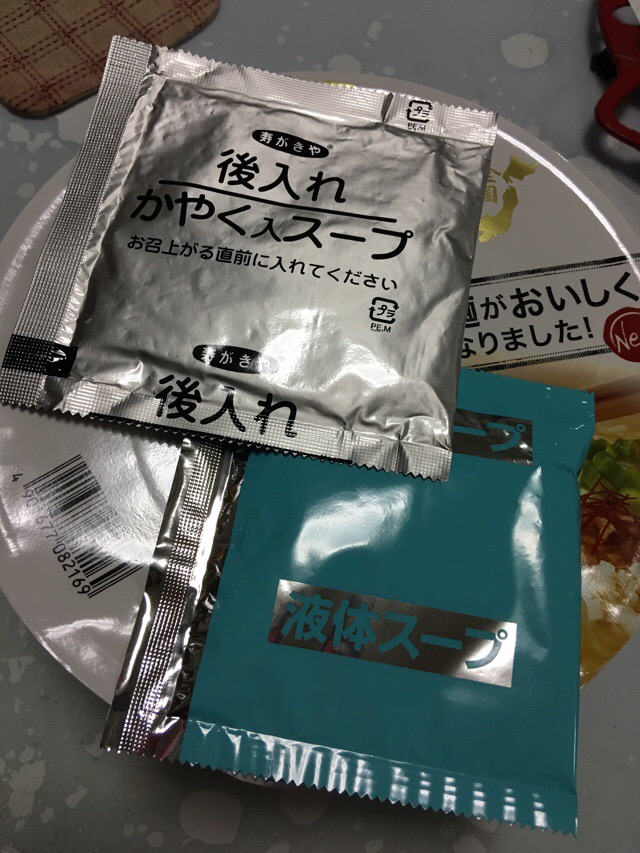 プラ
PE,M
寿がきや
後入れ
かやく入スープ
お召上がる直前に入れてください
プラ
PE,M
寿がきや
後入れ
麺がおいしく
なりました!
New
ープ
液体スープ